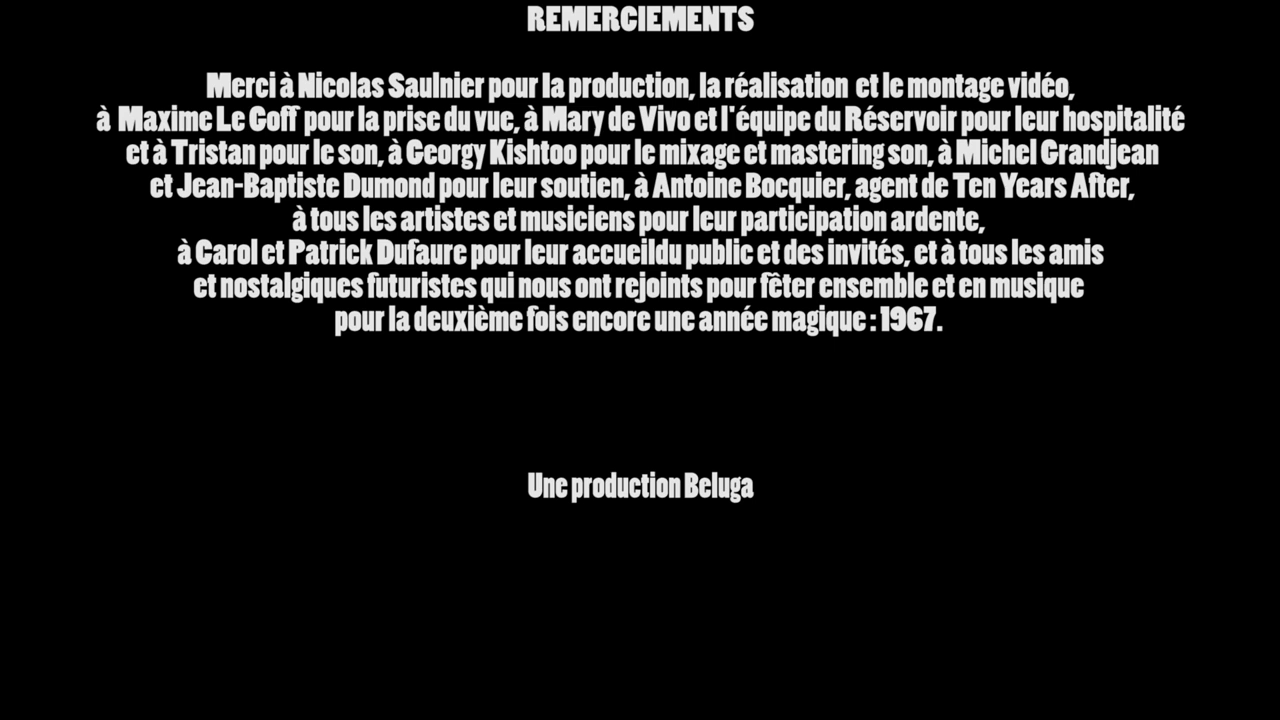 REMERCIEMENTS
Merci à Nicolas Saulnier pour la production, la réalisation et le montage vidéo,
à Maxime Le Goff pour la prise du vue, à Mary de Vivo et l'équipe du Réservoir pour leur hospitalité
et à Tristan pour le son, à Georgy Kishtoo pour le mixage et mastering son, à Michel Grandjean
et Jean-Baptiste Dumond pour leur soutien, à Antoine Bocquier, agent de Ten Years After,
à tous les artistes et musiciens pour leur participation ardente,
à Carol et Patrick Dufaure pour leur accueildu public et des invités, et à tous les amis
et nostalgiques futuristes qui nous ont rejoints pour fêter ensemble et en musique
pour la deuxième fois encore une année magique : 1967.
Une production Beluga